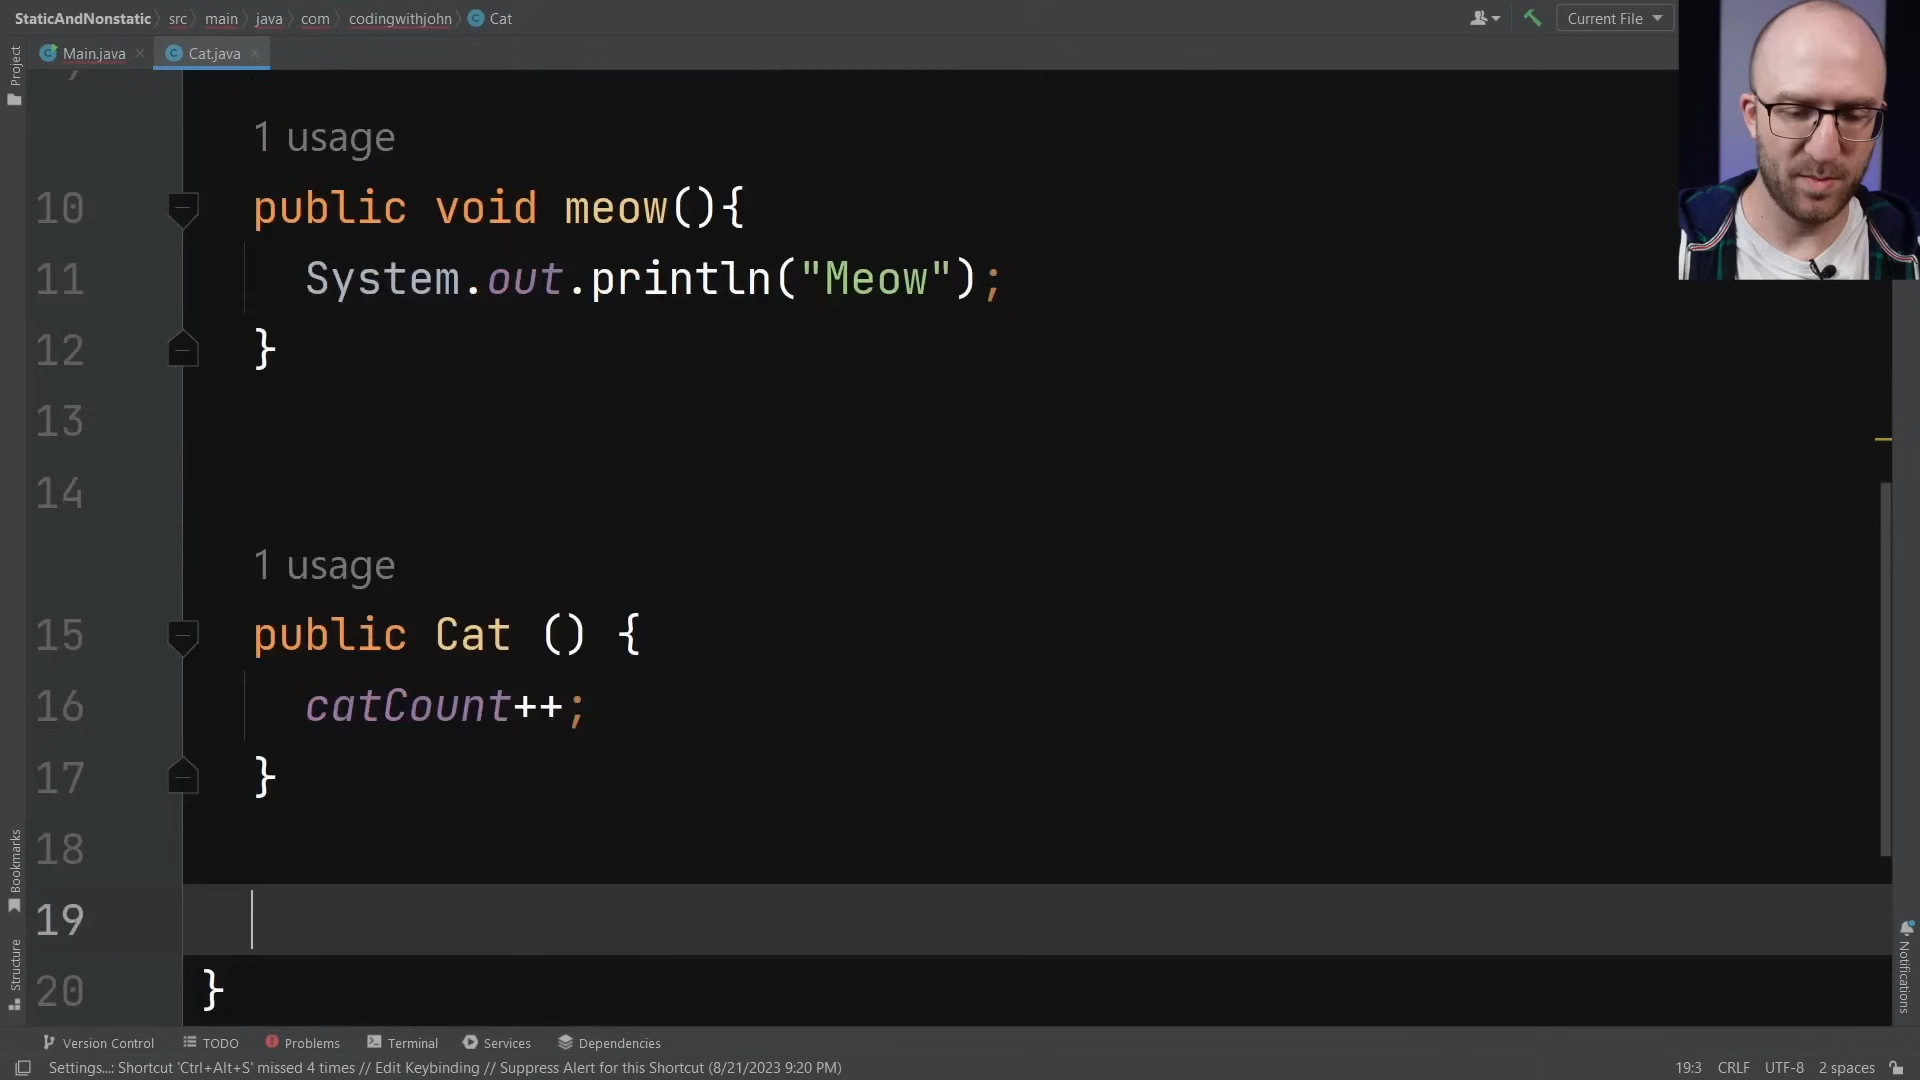 StaticAndNonstatic src main java com codingwithjohn Cat
Current File
Main.java Cat.java
Project
1 usage
10 public void meow(){
11 System.out.println("Meow");
12 }
13
14
1 usage
15 public Cat () {
16 catCount++;
17 }
18
19
20 }
Bookmarks
Structure
Notifications
Version Control TODO Problems Terminal Services Dependencies
Settings...: Shortcut 'Ctrl+Alt+S' missed 4 times // Edit Keybinding // Suppress Alert for this Shortcut (8/21/2023 9:20 PM) 19:3 CRLF UTF-8 2 spaces